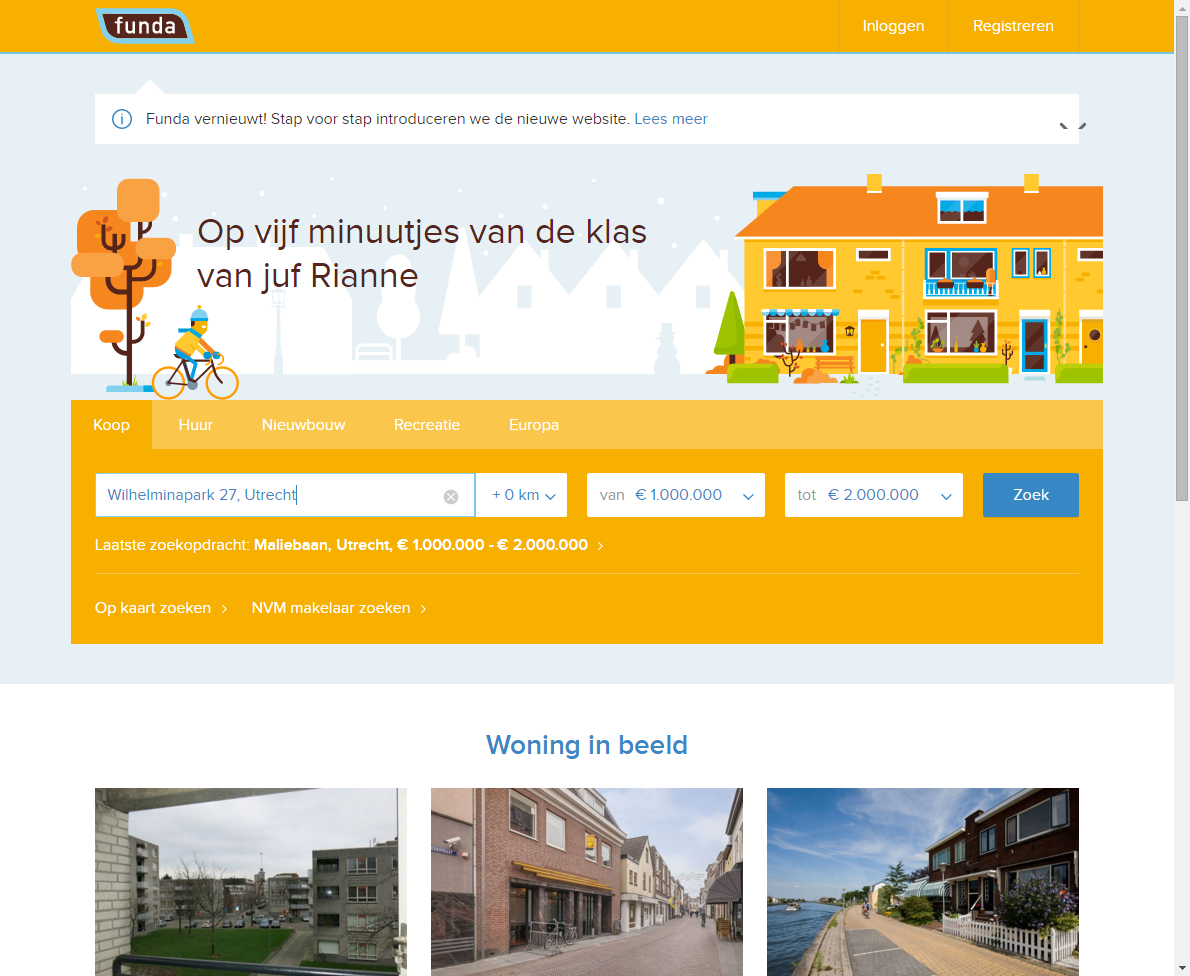 funda
Inloggen
Registreren
Funda vernieuwt! Stap voor stap introduceren we de nieuwe website. Lees meer
Op vijf minuutjes van de klas
van juf Rianne
Koop
Huur
Nieuwbouw
Recreatie
Europa
Wilhelminapark 27, Utrecht
+ 0 km
van € 1.000.000
tot € 2.000.000
Zoek
Laatste zoekopdracht: Maliebaan, Utrecht, € 1.000.000 - € 2.000.000
Op kaart zoeken
NVM makelaar zoeken
Woning in beeld